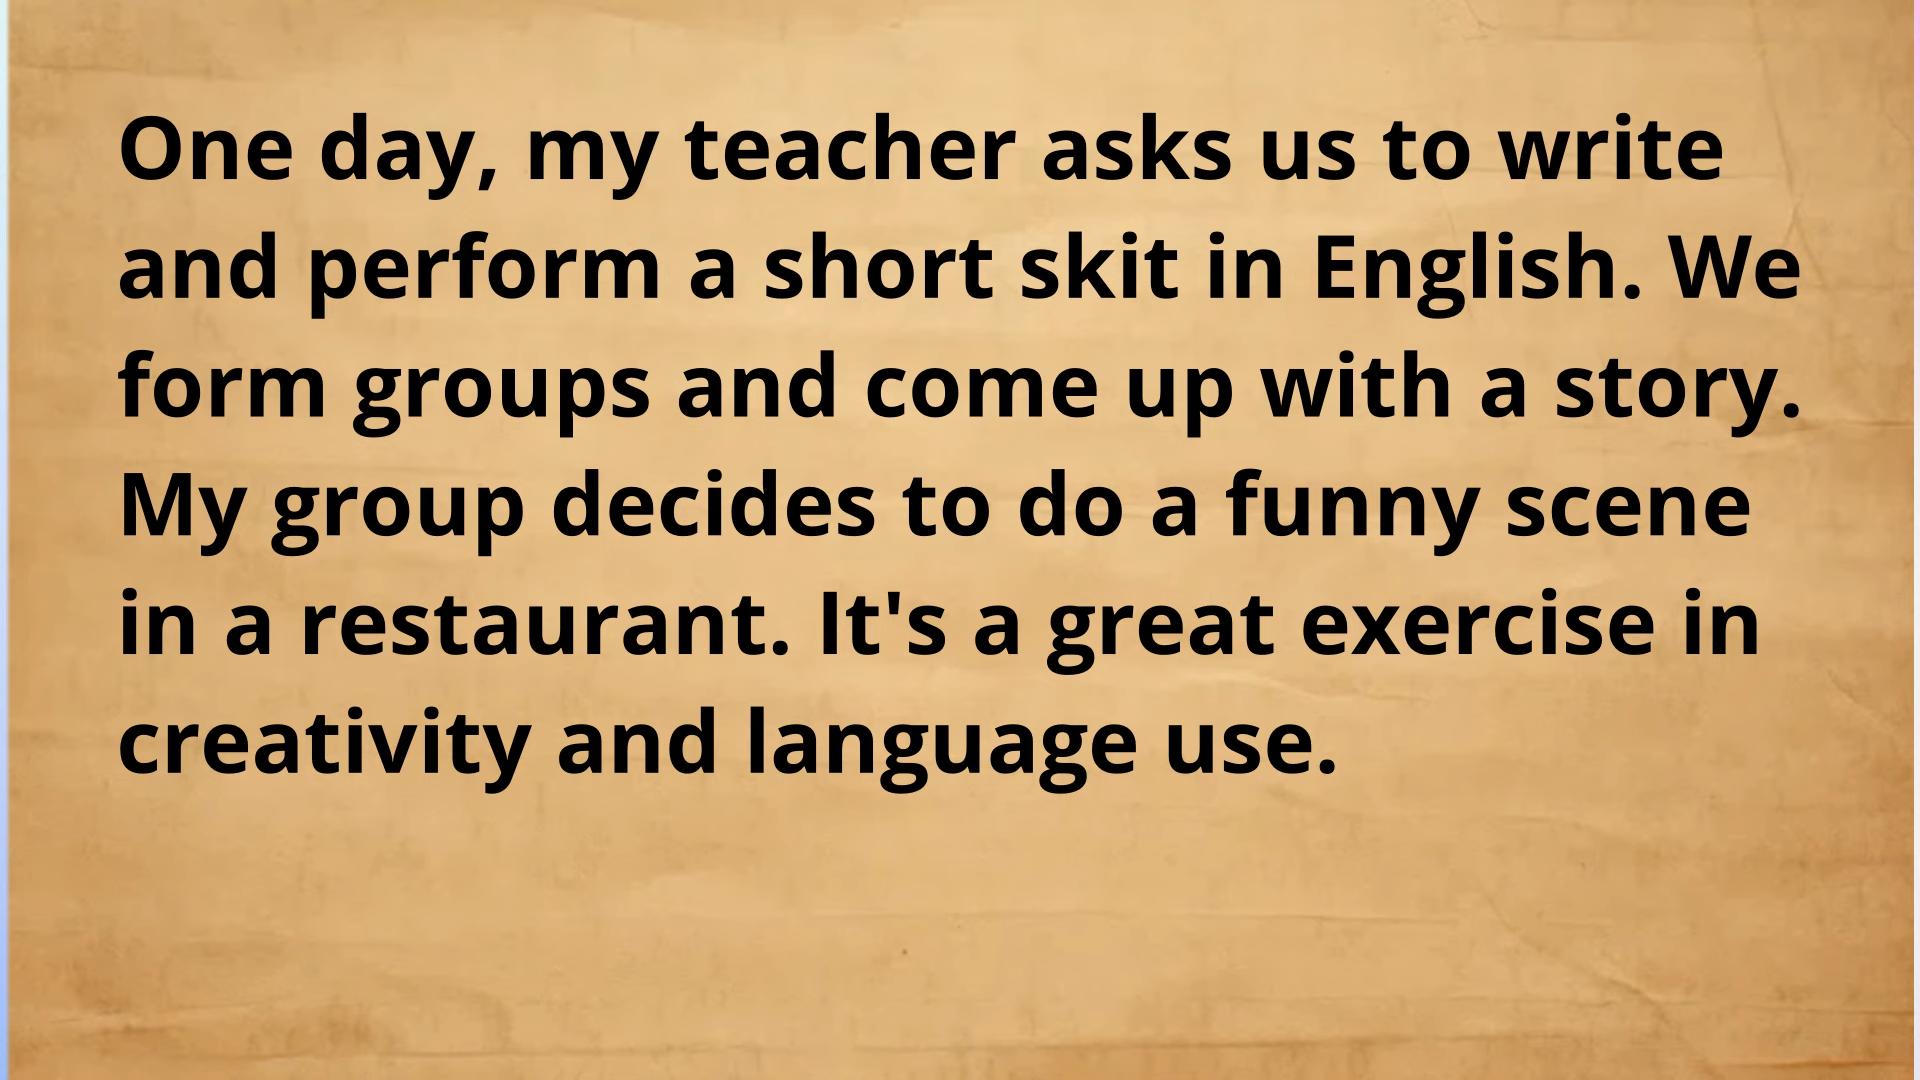 One day, my teacher asks us to write
and perform a short skit in English. We
form groups and come up with a story.
My group decides to do a funny scene
in a restaurant. It's a great exercise in
creativity and language use.